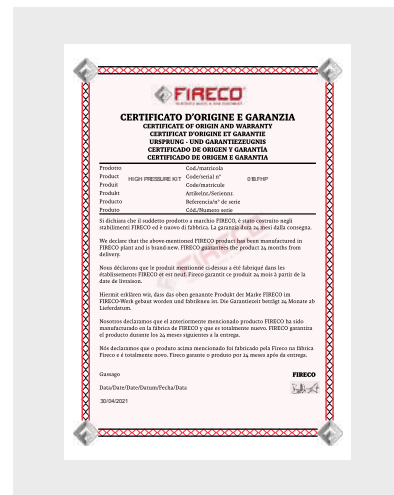 FIRECO
CERTIFICATO D'ORIGINE E GARANZIA
CERTIFICATE OF ORIGIN AND WARRANTY
CERTIFICAT D'ORIGINE ET GARANTIE
URSPRUNG - UND GARANTIEZEUGNIS
CERTIFICADO DE ORIGEN Y GARANTÍA
CERTIFICADO DE ORIGEM E GARANTIA
Prodotto Cod./matricola
Product HIGH PRESSURE KIT Code/serial n°
Produit Code/matricule
Produkt Artikelnr./Seriennr.
Producto Referencia/n° de serie
Produto Cód./Numero serie
Si dichiara che il suddetto prodotto a marchio FIRECO, è stato costruito negli
stabilimenti FIRECO ed è nuovo di fabbrica. La garanzia dura 24 mesi dalla consegna.
We declare that the above-mentioned FIRECO product has been manufactured in
FIRECO plant and is brand-new. FIRECO guarantees the product 24 months from
delivery.
Nous déclarons que le produit mentionné ci-dessus a été fabriqué dans les
établissements FIRECO et est neuf. Fireco garantit ce produit 24 mois à partir de la
date de livraison.
Hiermit erklären wir, dass das oben genannte Produkt der Marke FIRECO im
FIRECO-Werk gebaut worden und fabrikneu ist. Die Garantiezeit beträgt 24 Monate ab
Lieferdatum.
Nosotros declaramos que el anteriormente mencionado producto FIRECO ha sido
manufacturado en la fábrica de FIRECO y que es totalmente nuevo. FIRECO garantiza
el producto durante los 24 meses siguientes a la entrega.
Nós declaramos que o produto acima mencionado foi fabricado pela Fireco na fábrica
Fireco e é totalmente novo. Fireco garante o produto por 24 meses após da entrega.
Gussago FIRECO
Data/Date/Date/Datum/Fecha/Data
30/04/2021